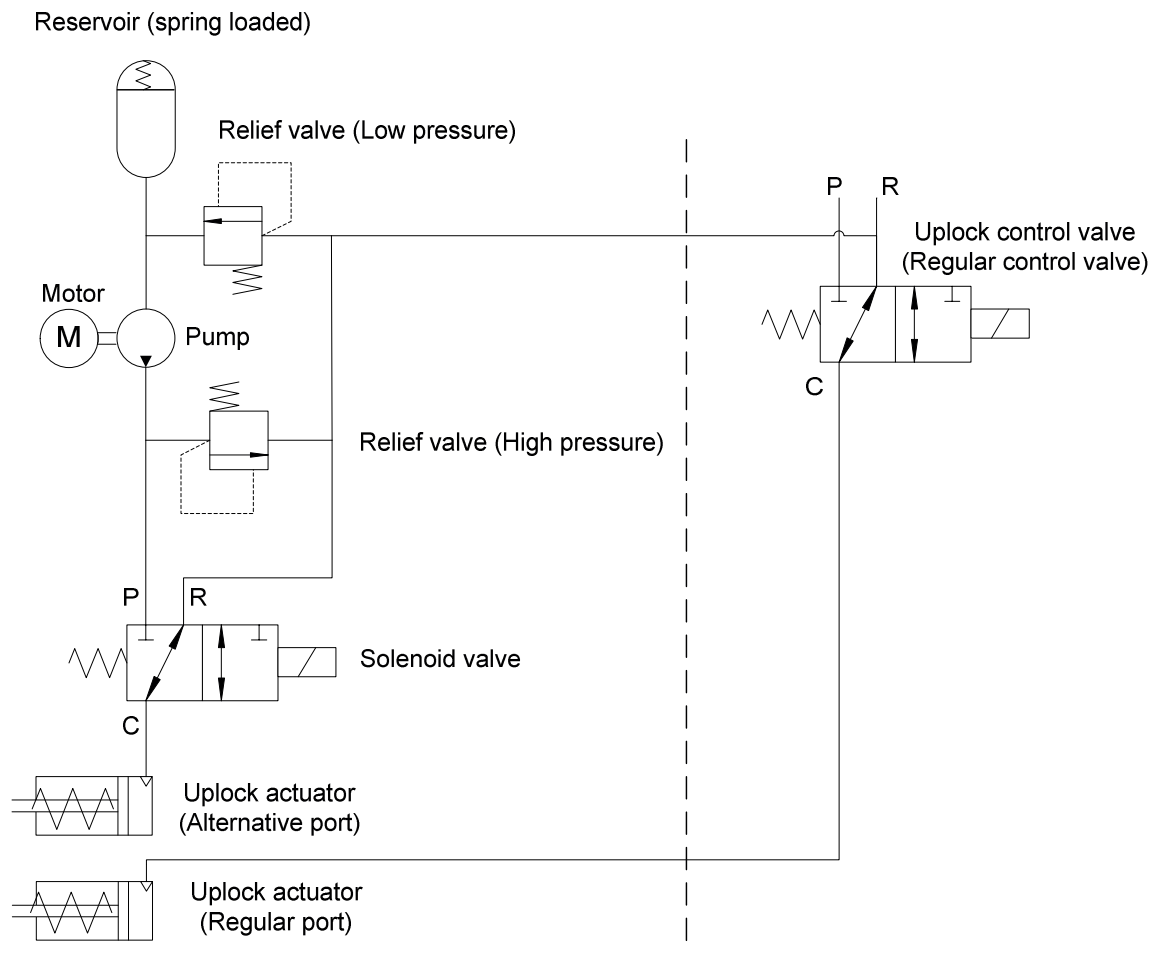 Reservoir (spring loaded)
Relief valve (Low pressure)
P R
Uplock control valve
(Regular control valve)
Motor
M
Pump
C
Relief valve (High pressure)
P R
Solenoid valve
C
Uplock actuator
(Alternative port)
Uplock actuator
(Regular port)